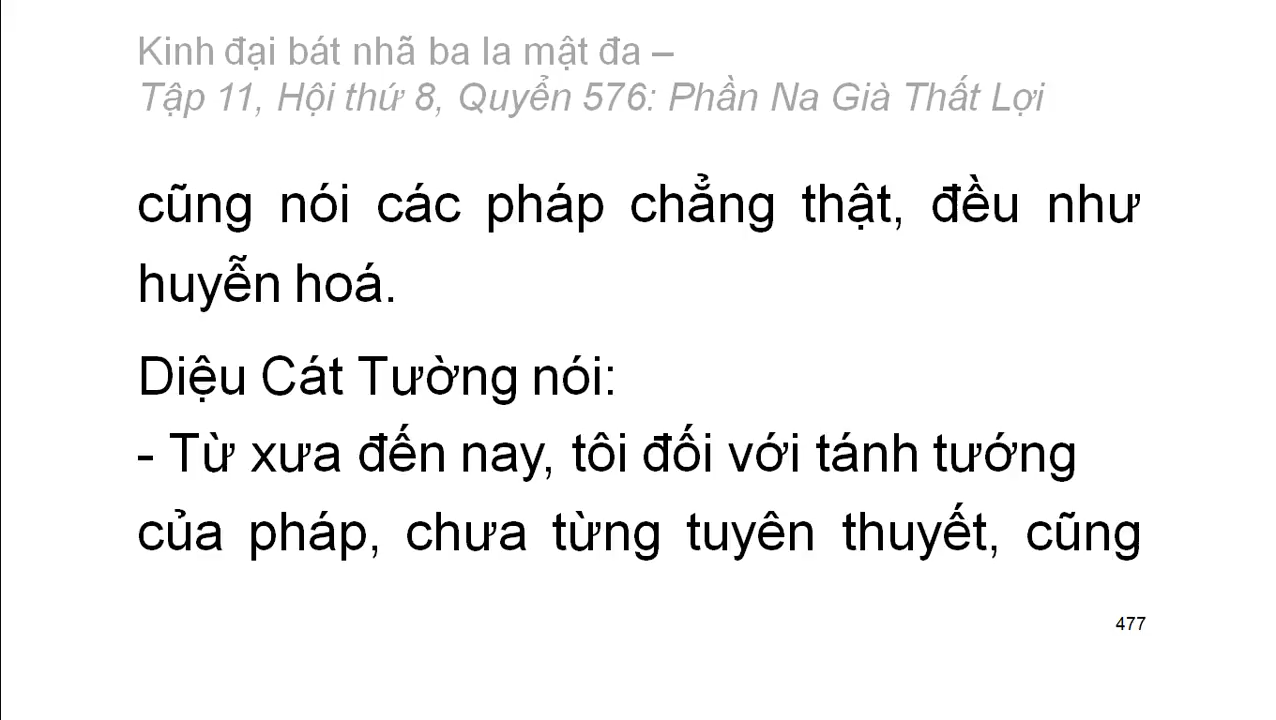 Kinh đại bát nhã ba la mật đa –
Tập 11, Hội thứ 8, Quyển 576: Phần Na Già Thất Lợi
cũng nói các pháp chẳng thật, đều như
huyễn hoá.
Diệu Cát Tường nói:
- Từ xưa đến nay, tôi đối với tánh tướng
của pháp, chưa từng tuyên thuyết, cũng
477